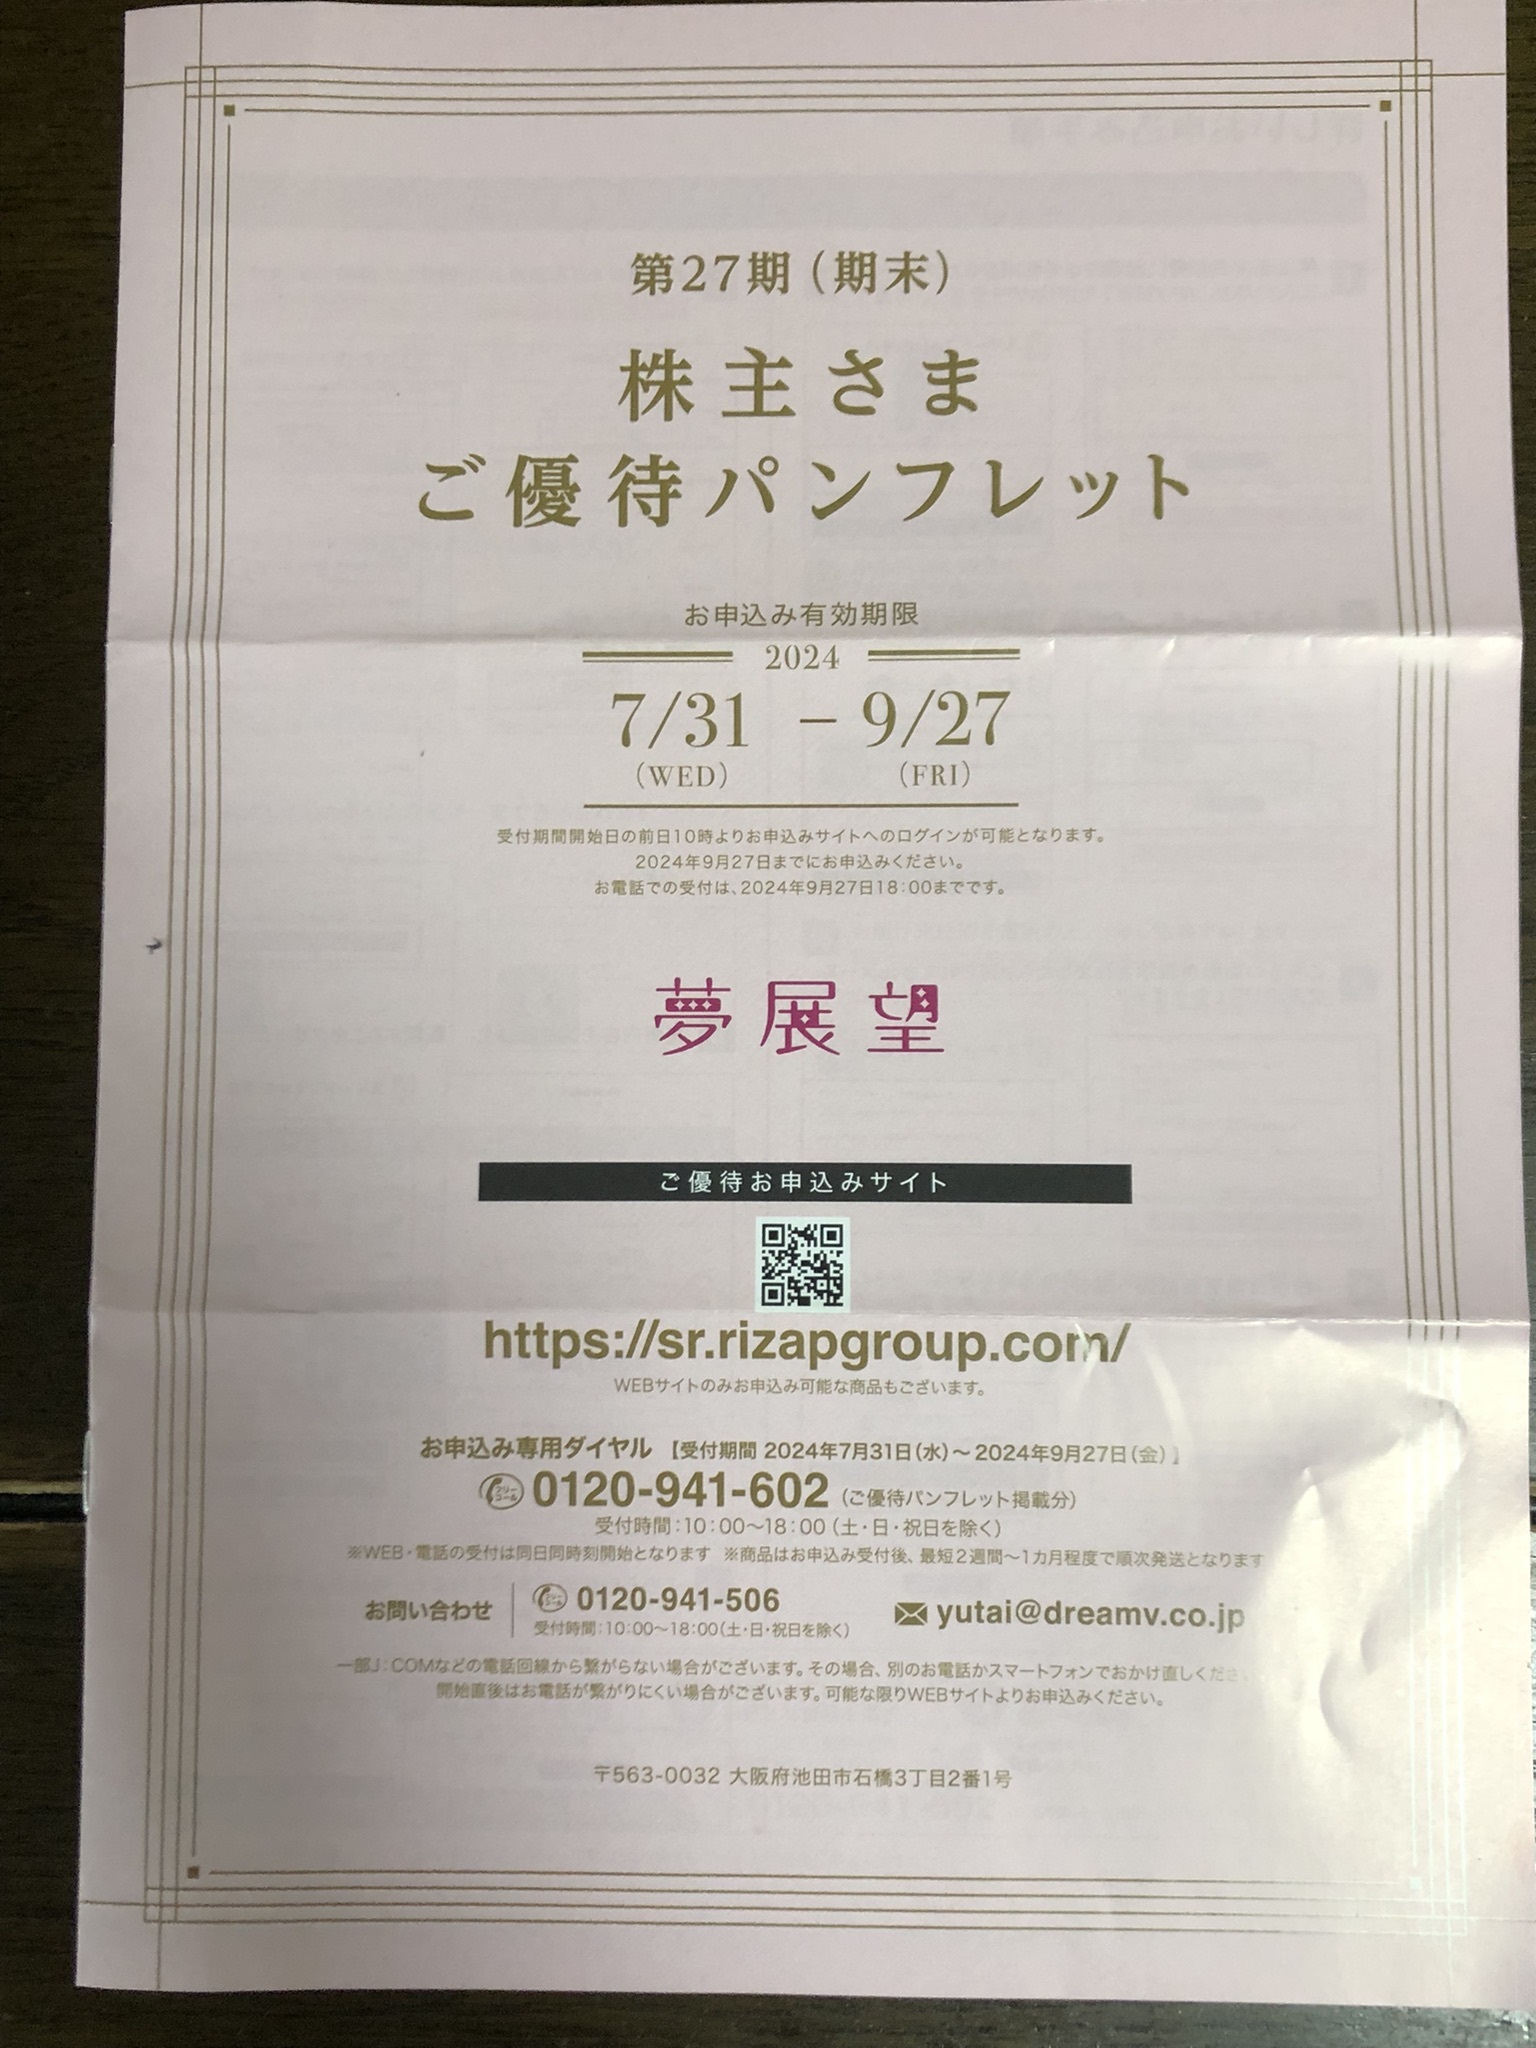 第27期（期末）
株主さま
ご優待パンフレット
お申込み有効期限
2024
7/31 － 9/27
（WED） （FRI）
受付期間開始日の前日10時よりお申込みサイトへのログインが可能となります。
2024年9月27日までにお申込みください。
お電話での受付は、2024年9月27日18：00までです。
夢展望
ご優待お申込みサイト
https://sr.rizapgroup.com/
WEBサイトのみお申込み可能な商品もございます。
お申込み専用ダイヤル 【受付期間 2024年7月31日（水）～2024年9月27日（金）】
フリーコール 0120-941-602（ご優待パンフレット掲載分）
受付時間：10：00～18：00（土・日・祝日を除く）
※WEB・電話の受付は同日同時刻開始となります ※商品はお申込み受付後、最短2週間～1カ月程度で順次発送となります
お問い合わせ フリーコール 0120-941-506 yutai@dreamv.co.jp
受付時間：10：00～18：00（土・日・祝日を除く）
一部J：COMなどの電話回線から繋がらない場合がございます。その場合、別のお電話かスマートフォンでおかけ直しくださ
開始直後はお電話が繋がりにくい場合がございます。可能な限りWEBサイトよりお申込みください。
〒563-0032 大阪府池田市石橋3丁目2番1号